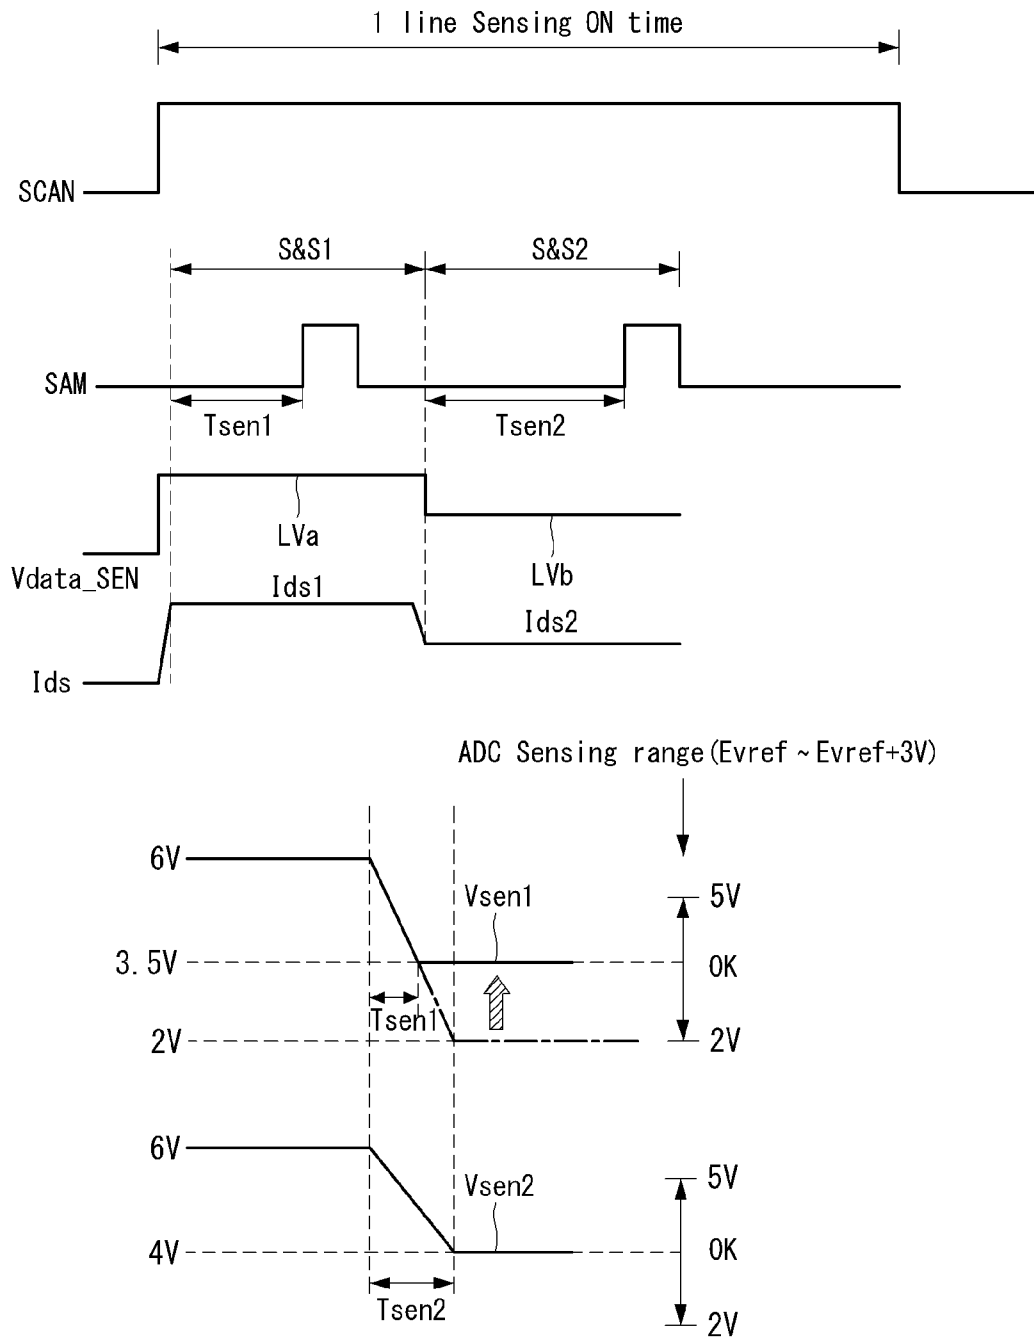 1 line Sensing ON time
SCAN
S&S1
S&S2
SAM
Tsen1
Tsen2
LVa
Vdata_SEN
LVb
Ids1
Ids2
Ids
ADC Sensing range(Evref~Evref+3V)
6V
Vsen1
5V
3.5V
OK
Tsen1
2V
2V
6V
Vsen2
5V
4V
OK
Tsen2
2V